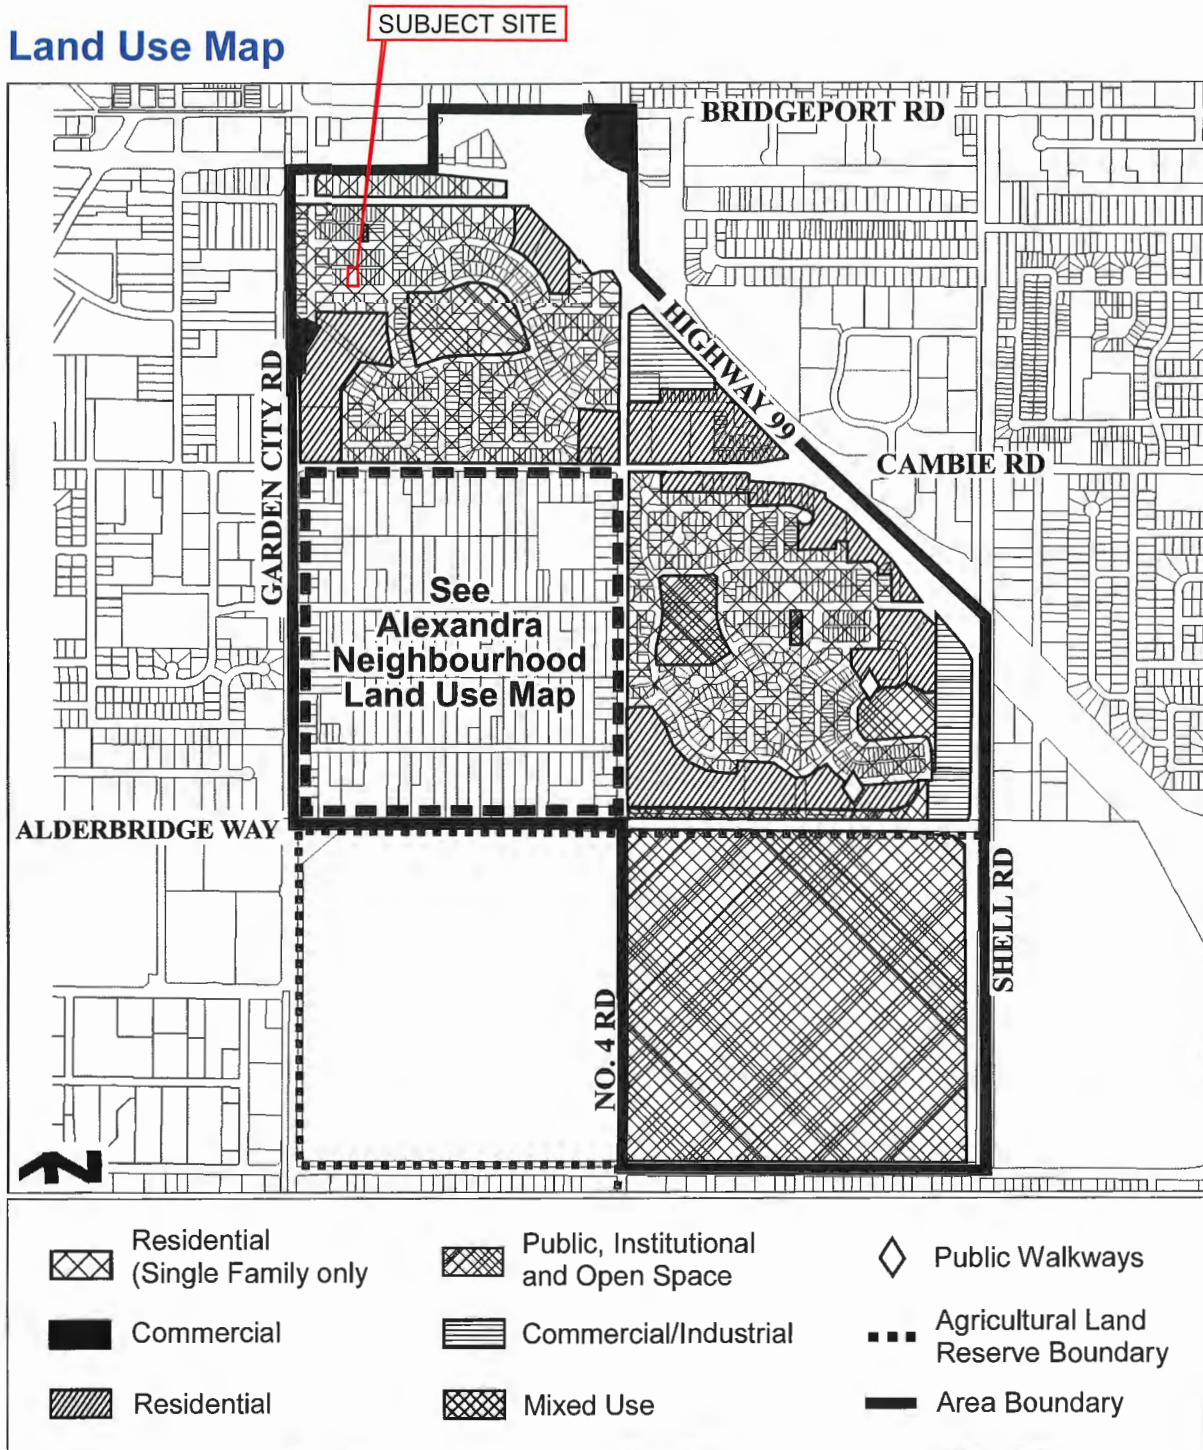 SUBJECT SITE
Land Use Map
BRIDGEPORT RD
HIGHWAY 99
GARDEN CITY RD
CAMBIE RD
See
Alexandra
Neighbourhood
Land Use Map
ALDERBRIDGE WAY
NO. 4 RD
SHELL RD
Residential
(Single Family only
Public, Institutional
and Open Space
Public Walkways
Commercial
Commercial/Industrial
Agricultural Land
Reserve Boundary
Residential
Mixed Use
Area Boundary